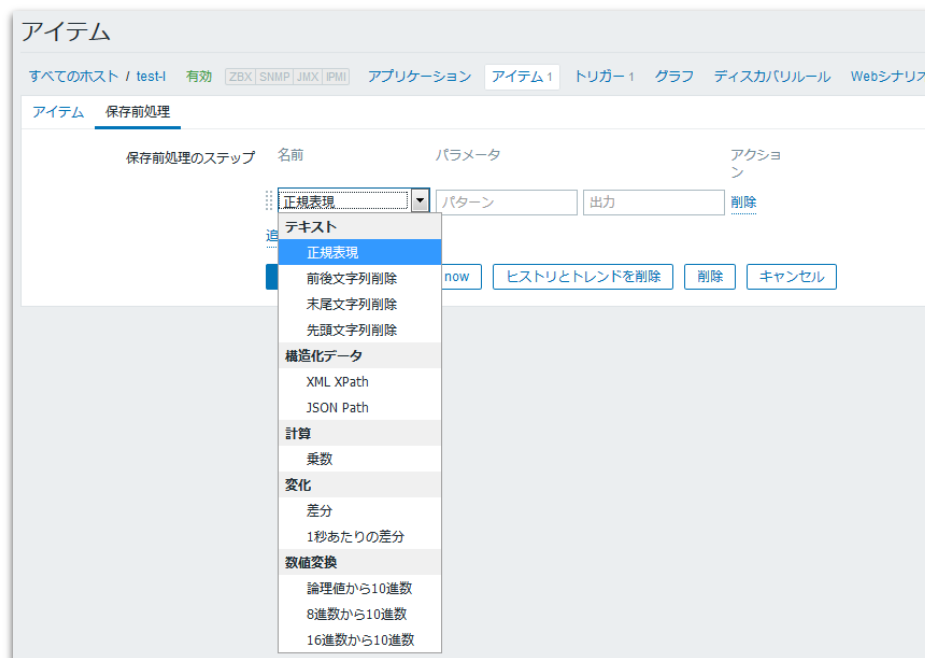 アイテム
すべてのホスト / test-l 有効 ZBX SNMP JMX IPMI アプリケーション アイテム 1 トリガー 1 グラフ ディスカバリルール Webシナリオ
アイテム 保存前処理
保存前処理のステップ 名前 パラメータ アクション
正規表現 パターン 出力 削除
テキスト
追
正規表現
前後文字列削除 now ヒストリとトレンドを削除 削除 キャンセル
末尾文字列削除
先頭文字列削除
構造化データ
XML XPath
JSON Path
計算
乗数
変化
差分
1秒あたりの差分
数値変換
論理値から10進数
8進数から10進数
16進数から10進数